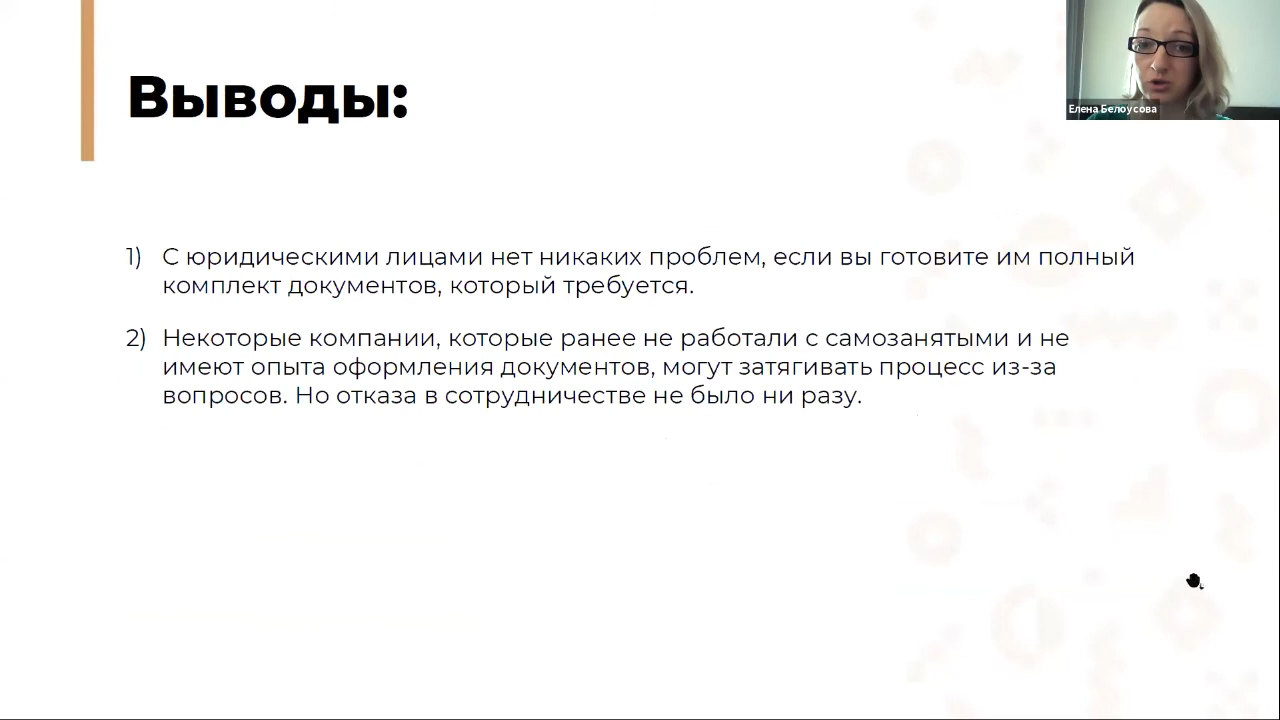 Выводы:
Елена Белоусова
1) С юридическими лицами нет никаких проблем, если вы готовите им полный
комплект документов, который требуется.
2) Некоторые компании, которые ранее не работали с самозанятыми и не
имеют опыта оформления документов, могут затягивать процесс из-за
вопросов. Но отказа в сотрудничестве не было ни разу.